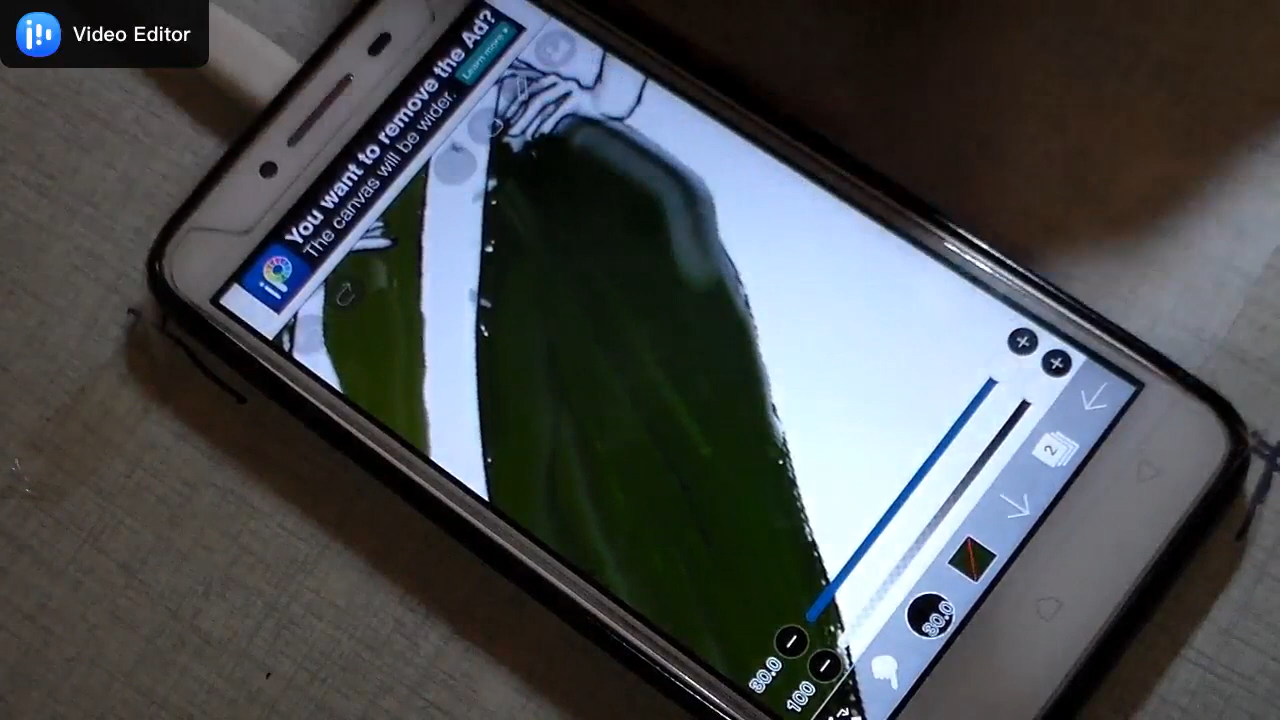 Video Editor
You want to remove the Ad?
The canvas will be wider.
Learn more
iP
2
30.0
30.0
100